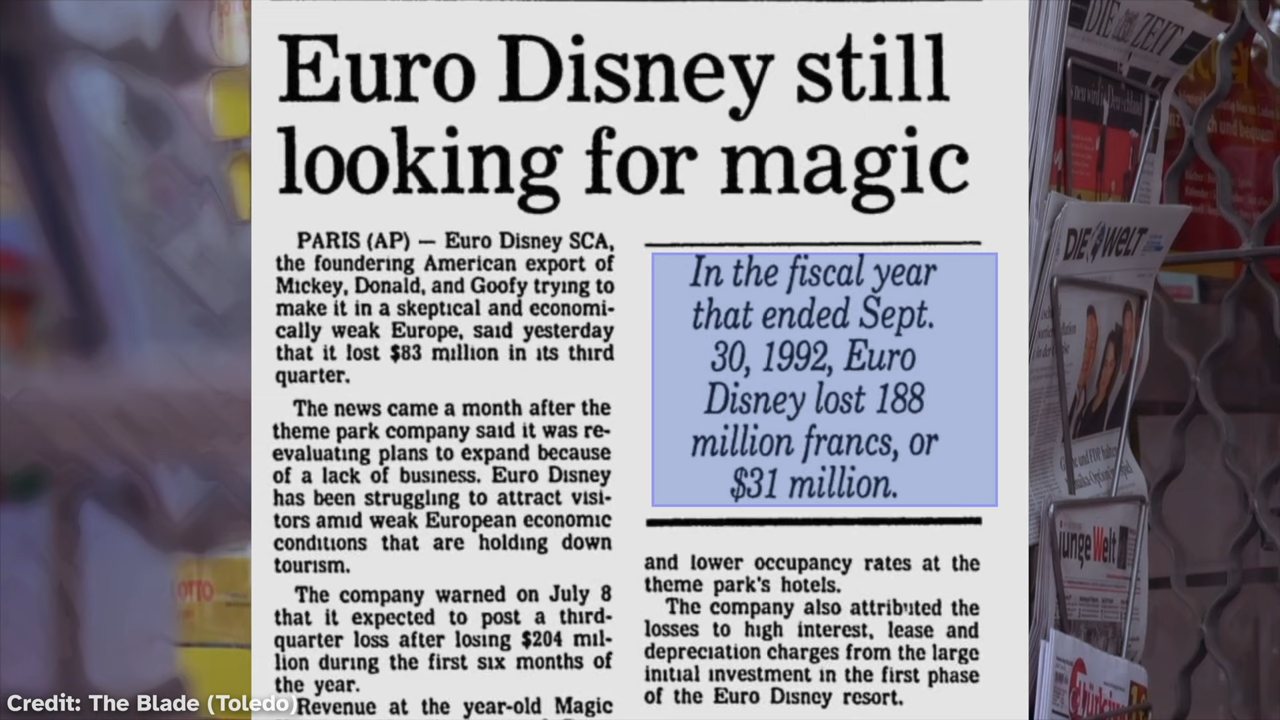 Euro Disney still
looking for magic
PARIS (AP) — Euro Disney SCA,
the foundering American export of
Mickey, Donald, and Goofy trying to
make it in a skeptical and economi-
cally weak Europe, said yesterday
that it lost $83 million in its third
quarter.
The news came a month after the
theme park company said it was re-
evaluating plans to expand because
of a lack of business. Euro Disney
has been struggling to attract visi-
tors amid weak European economic
conditions that are holding down
tourism.
The company warned on July 8
that it expected to post a third-
quarter loss after losing $204 mil-
lion during the first six months of
the year.
Revenue at the year-old Magic
In the fiscal year
that ended Sept.
30, 1992, Euro
Disney lost 188
million francs, or
$31 million.
and lower occupancy rates at the
theme park's hotels.
The company also attributed the
losses to high interest, lease and
depreciation charges from the large
initial investment in the first phase
of the Euro Disney resort.
DIE ZEIT
DIE WELT
junge Welt
OTTO
Credit: The Blade (Toledo)